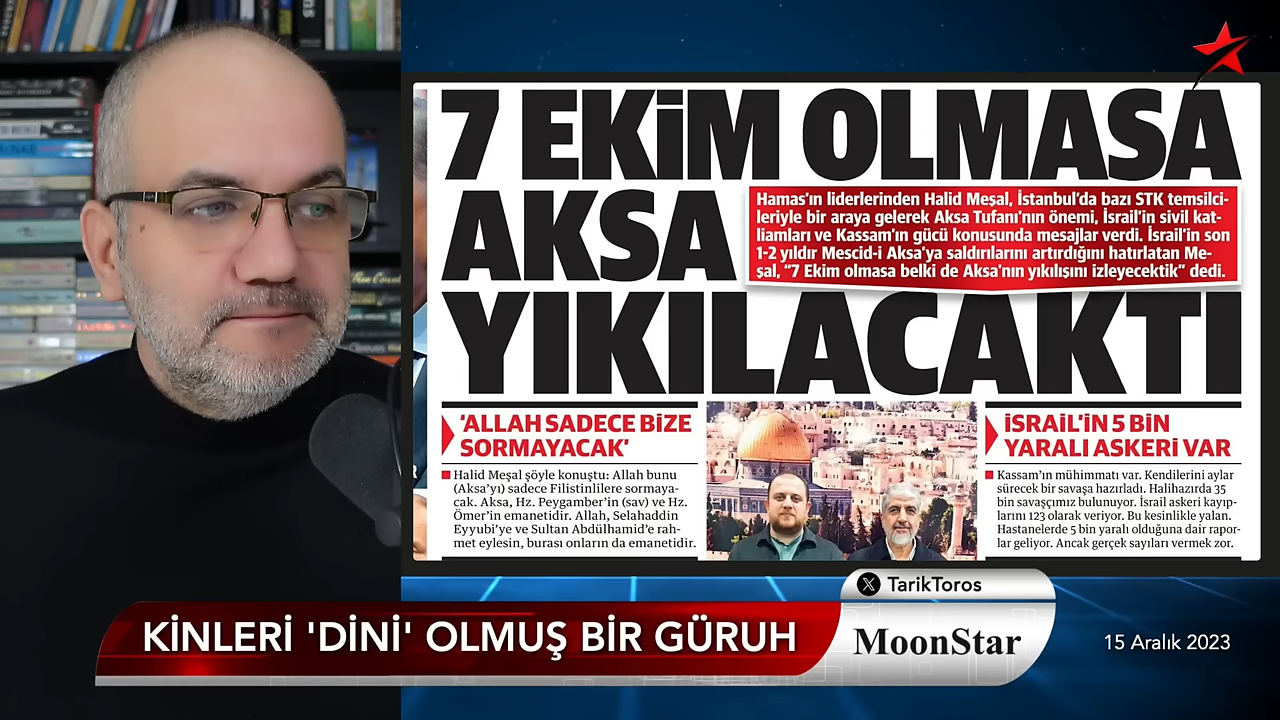 7 EKİM OLMASA
AKSA
YIKILACAKTI
Hamas'ın liderlerinden Halid Meşal, İstanbul'da bazı STK temsilci-
leriyle bir araya gelerek Aksa Tufanı'nın önemi, İsrail'in sivil kat-
liamları ve Kassam'ın gücü konusunda mesajlar verdi. İsrail'in son
1-2 yıldır Mescid-i Aksa'ya saldırılarını artırdığını hatırlatan Me-
şal, "7 Ekim olmasa belki de Aksa'nın yıkılışını izleyecektik" dedi.
'ALLAH SADECE BİZE
SORMAYACAK'
Halid Meşal şöyle konuştu: Allah bunu
(Aksa'yı) sadece Filistinlilere sormaya-
cak. Aksa, Hz. Peygamber'in (sav) ve Hz.
Ömer'in emanetidir. Allah, Selahaddin
Eyyubi'ye ve Sultan Abdülhamid'e rah-
met eylesin, burası onların da emanetidir.
İSRAİL'İN 5 BİN
YARALI ASKERİ VAR
Kassam'ın mühimmatı var. Kendilerini aylar
sürecek bir savaşa hazırladı. Halihazırda 35
bin savaşçımız bulunuyor. İsrail askeri kayıp-
larını 123 olarak veriyor. Bu kesinlikle yalan.
Hastanelerde 5 bin yaralı olduğuna dair rapor-
lar geliyor. Ancak gerçek sayıları vermek zor.
TarikToros
KİNLERİ 'DİNİ' OLMUŞ BİR GÜRUH
MoonStar
15 Aralık 2023